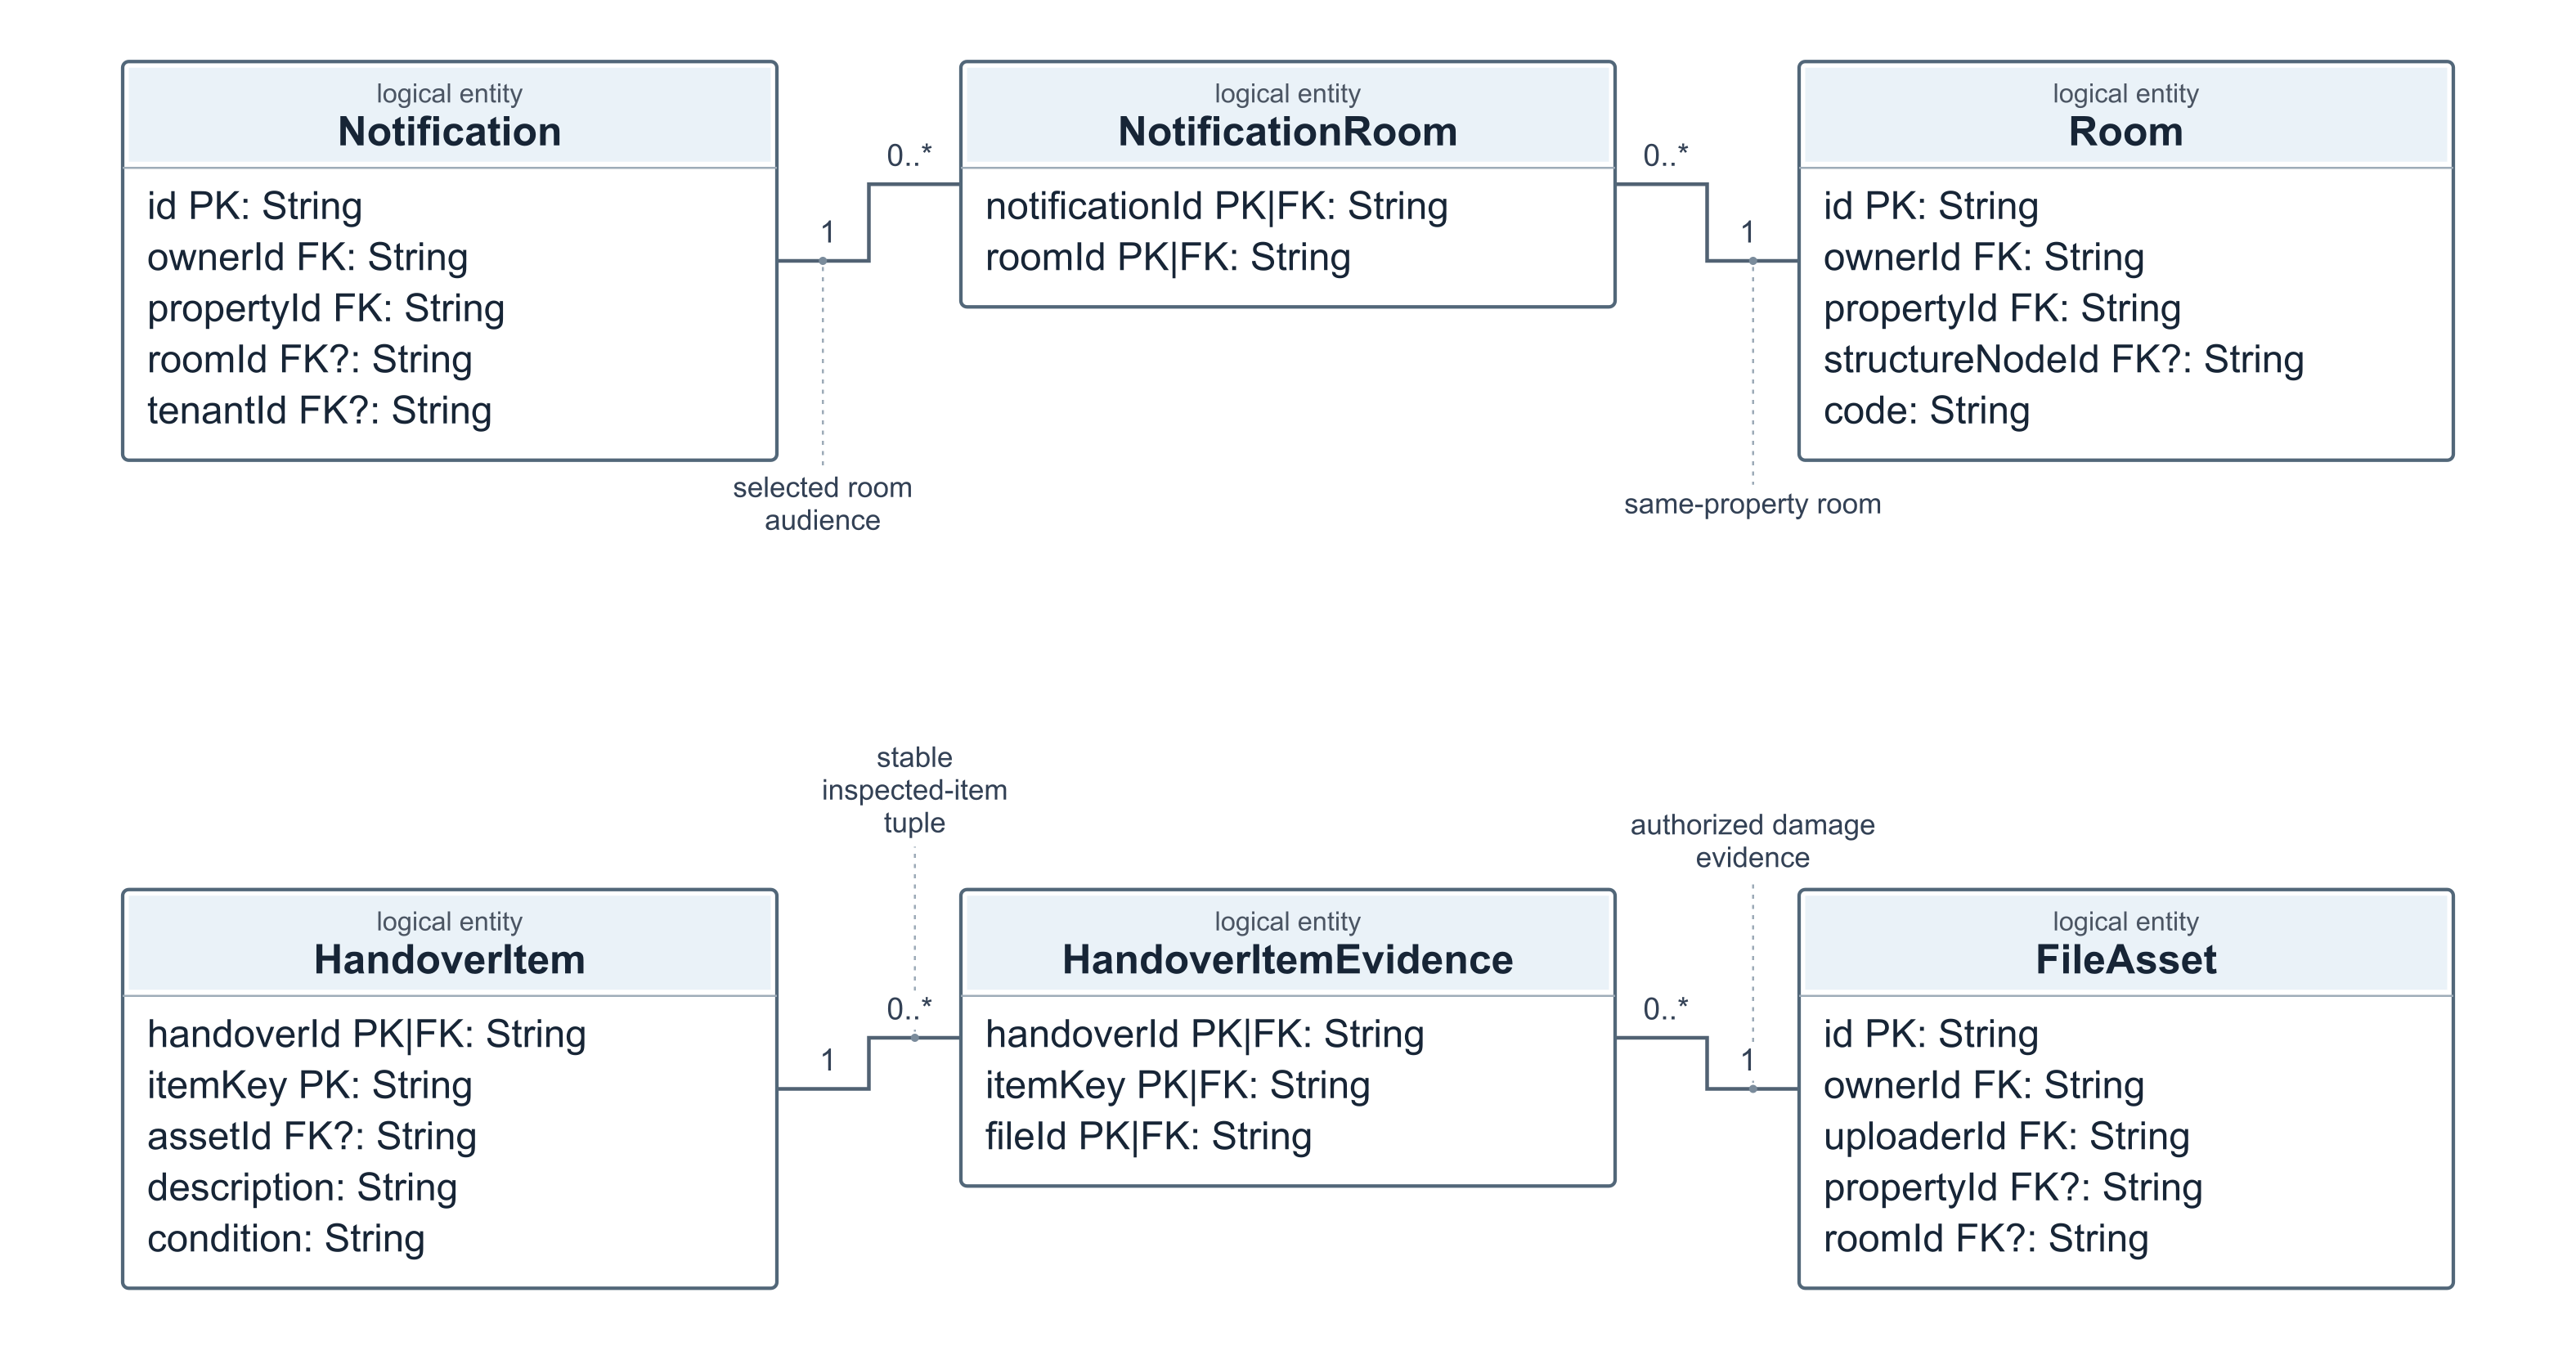 logical entity
Notification
id PK: String
ownerId FK: String
propertyId FK: String
roomId FK?: String
tenantId FK?: String
1
0..*
selected room
audience
logical entity
NotificationRoom
notificationId PK|FK: String
roomId PK|FK: String
0..*
1
same-property room
logical entity
Room
id PK: String
ownerId FK: String
propertyId FK: String
structureNodeId FK?: String
code: String
logical entity
HandoverItem
handoverId PK|FK: String
itemKey PK: String
assetId FK?: String
description: String
condition: String
stable
inspected-item
tuple
1
0..*
logical entity
HandoverItemEvidence
handoverId PK|FK: String
itemKey PK|FK: String
fileId PK|FK: String
authorized damage
evidence
0..*
1
logical entity
FileAsset
id PK: String
ownerId FK: String
uploaderId FK: String
propertyId FK?: String
roomId FK?: String